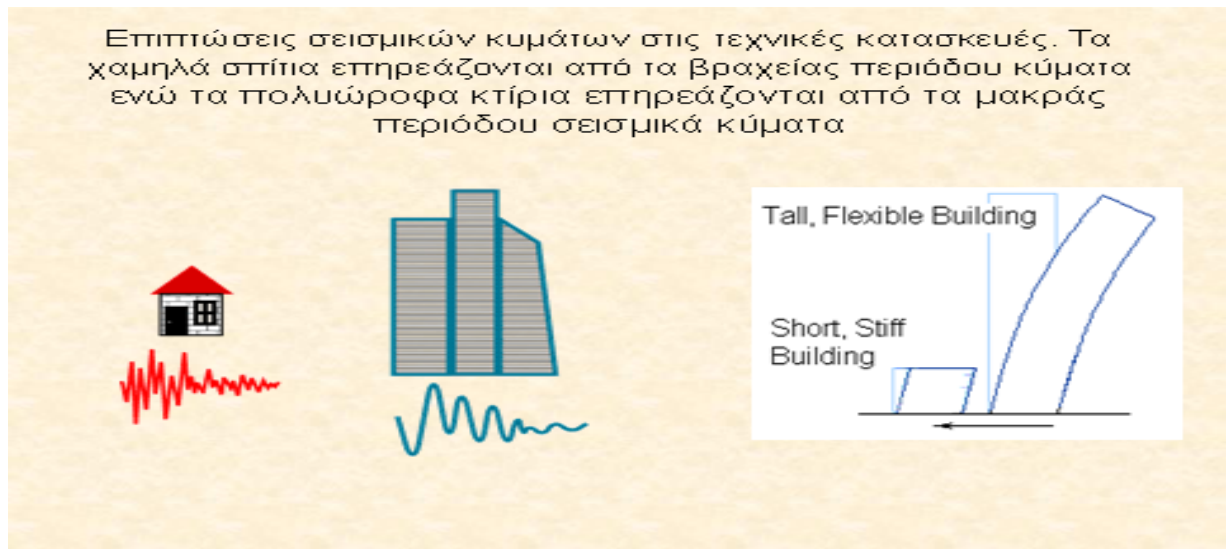 Επιπτώσεις σεισμικών κυμάτων στις τεχνικές κατασκευές. Τα
χαμηλά σπίτια επηρεάζονται από τα βραχείας περιόδου κύματα
ενώ τα πολυώροφα κτίρια επηρεάζονται από τα μακράς
περιόδου σεισμικά κύματα
Tall, Flexible Building
Short, Stiff
Building